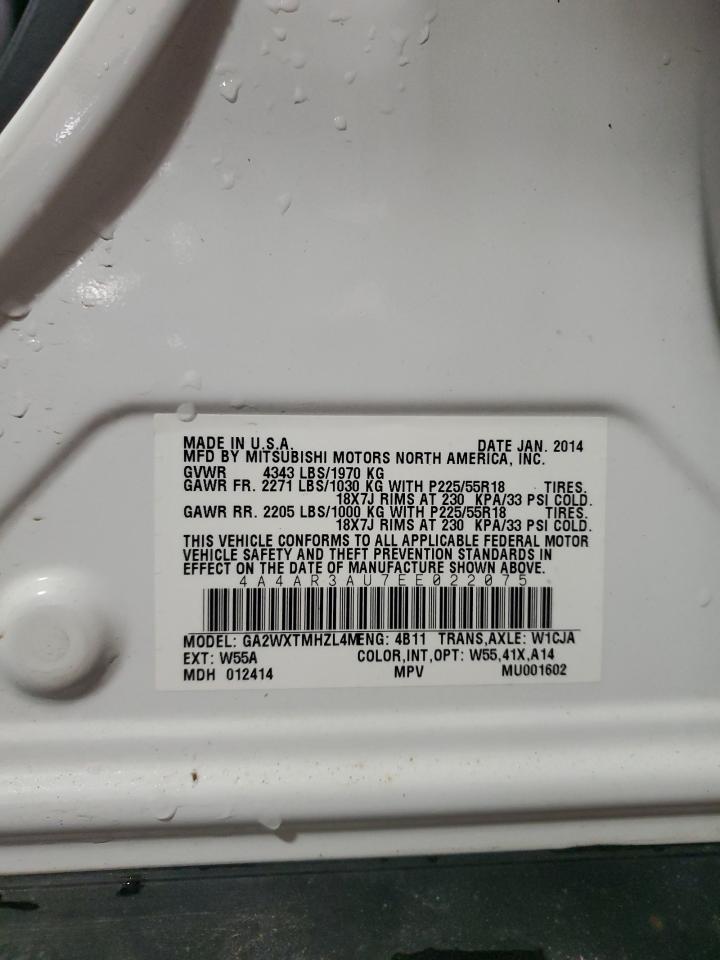 MADE IN U.S.A. DATE JAN. 2014
MFD BY MITSUBISHI MOTORS NORTH AMERICA, INC.
GVWR 4343 LBS/1970 KG
GAWR FR. 2271 LBS/1030 KG WITH P225/55R18 TIRES.
18X7J RIMS AT 230 KPA/33 PSI COLD.
GAWR RR. 2205 LBS/1000 KG WITH P225/55R18 TIRES.
18X7J RIMS AT 230 KPA/33 PSI COLD.
THIS VEHICLE CONFORMS TO ALL APPLICABLE FEDERAL MOTOR
VEHICLE SAFETY AND THEFT PREVENTION STANDARDS IN
EFFECT ON THE DATE OF MANUFACTURE SHOWN ABOVE.
4A4AR3AU7EE022075
MODEL: GA2WXTMHZL4MENG: 4B11 TRANS,AXLE: W1CJA
EXT: W55A COLOR,INT,OPT: W55,41X,A14
MDH 012414 MPV MU001602